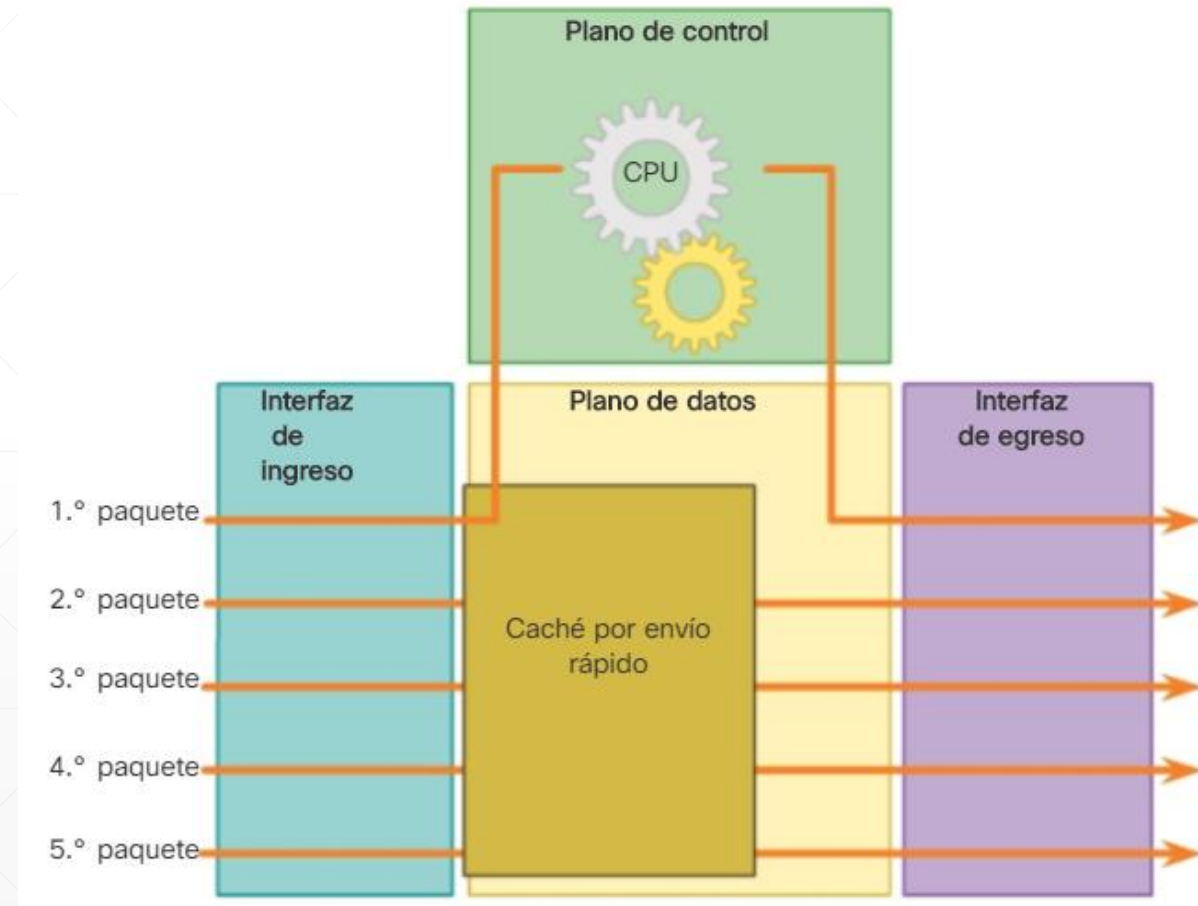 Plano de control
CPU
Interfaz
de
ingreso
Plano de datos
Interfaz
de egreso
1.º paquete
2.º paquete
3.º paquete
4.º paquete
5.º paquete
Caché por envío
rápido